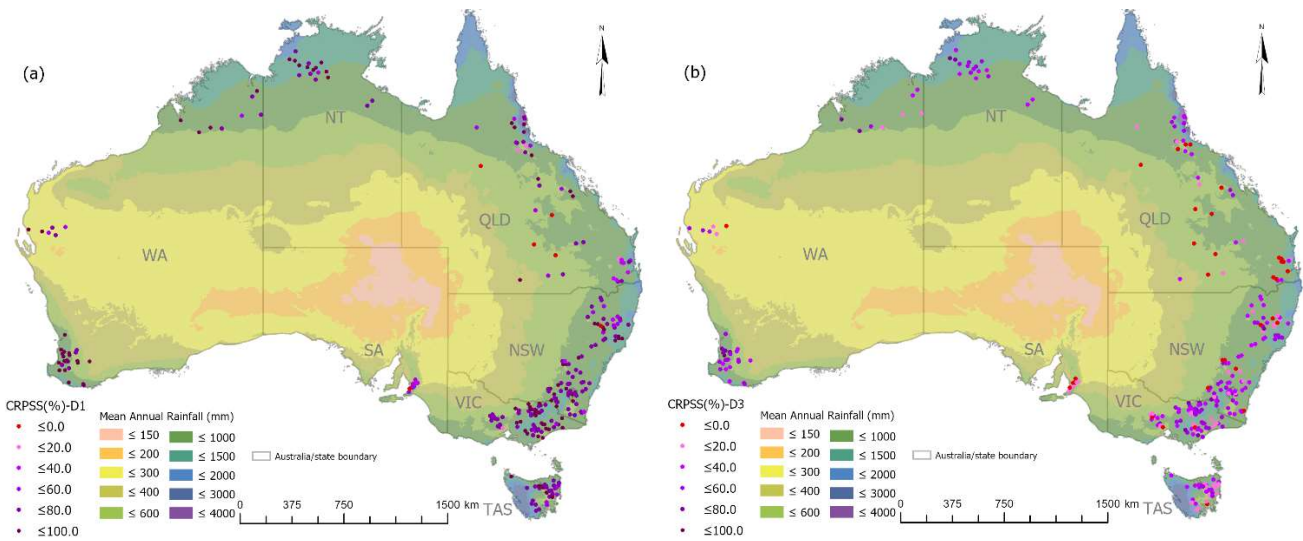 (a)
N
NT
QLD
WA
SA
NSW
VIC
TAS
CRPSS(%)-D1
≤0.0
≤20.0
≤40.0
≤60.0
≤80.0
≤100.0
Mean Annual Rainfall (mm)
≤ 150
≤ 200
≤ 300
≤ 400
≤ 600
≤ 1000
≤ 1500
≤ 2000
≤ 3000
≤ 4000
Australia/state boundary
0 375 750 1500 km
(b)
N
NT
QLD
WA
SA
NSW
VIC
TAS
CRPSS(%)-D3
≤0.0
≤20.0
≤40.0
≤60.0
≤80.0
≤100.0
Mean Annual Rainfall (mm)
≤ 150
≤ 200
≤ 300
≤ 400
≤ 600
≤ 1000
≤ 1500
≤ 2000
≤ 3000
≤ 4000
Australia/state boundary
0 375 750 1500 km